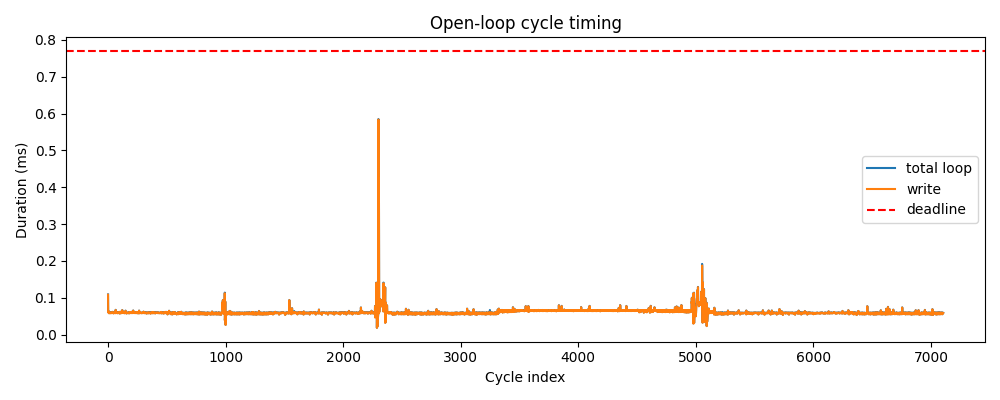 Open-loop cycle timing
0.8
0.7
0.6
0.5
0.4
0.3
0.2
0.1
0.0
Duration (ms)
total loop
write
deadline
0 1000 2000 3000 4000 5000 6000 7000
Cycle index